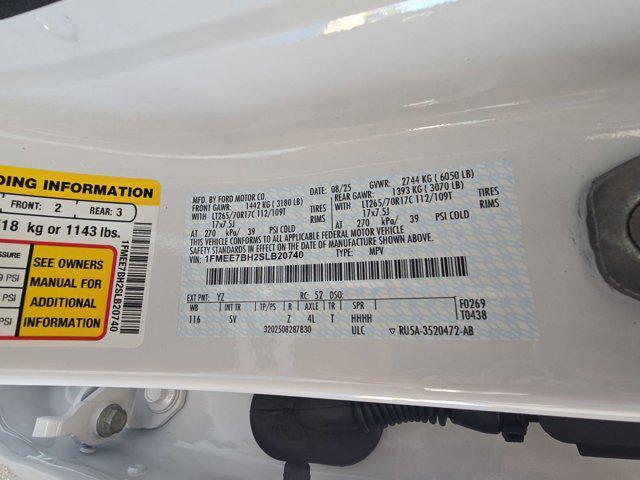 DING INFORMATION
FRONT: 2 REAR: 3
18 kg or 1143 lbs.
SSURE
PSI
PSI
SEE OWNERS
MANUAL FOR
ADDITIONAL
INFORMATION
1FMEE7BH2SLB20740
MFD. BY FORD MOTOR CO.
DATE: 08/25 GVWR: 2744 KG ( 6050 LB)
FRONT GAWR: 1442 KG ( 3180 LB) REAR GAWR: 1393 KG ( 3070 LB)
WITH LT265/70R17C 112/109T TIRES WITH LT265/70R17C 112/109T TIRES
17x7.5J RIMS 17x7.5J RIMS
AT 270 kPa/ 39 PSI COLD AT 270 kPa/ 39 PSI COLD
THIS VEHICLE CONFORMS TO ALL APPLICABLE FEDERAL MOTOR VEHICLE
SAFETY STANDARDS IN EFFECT ON THE DATE OF MANUFACTURE SHOWN ABOVE.
VIN: 1FMEE7BH2SLB20740 TYPE: MPV
EXT PNT: YZ RC: 52 DSO: F0269
WB INT TR TP/PS R AXLE TR SPR T0438
116 SV Z 4L T HHHH
3202508287830 ULC ▽ RU5A-3520472-AB